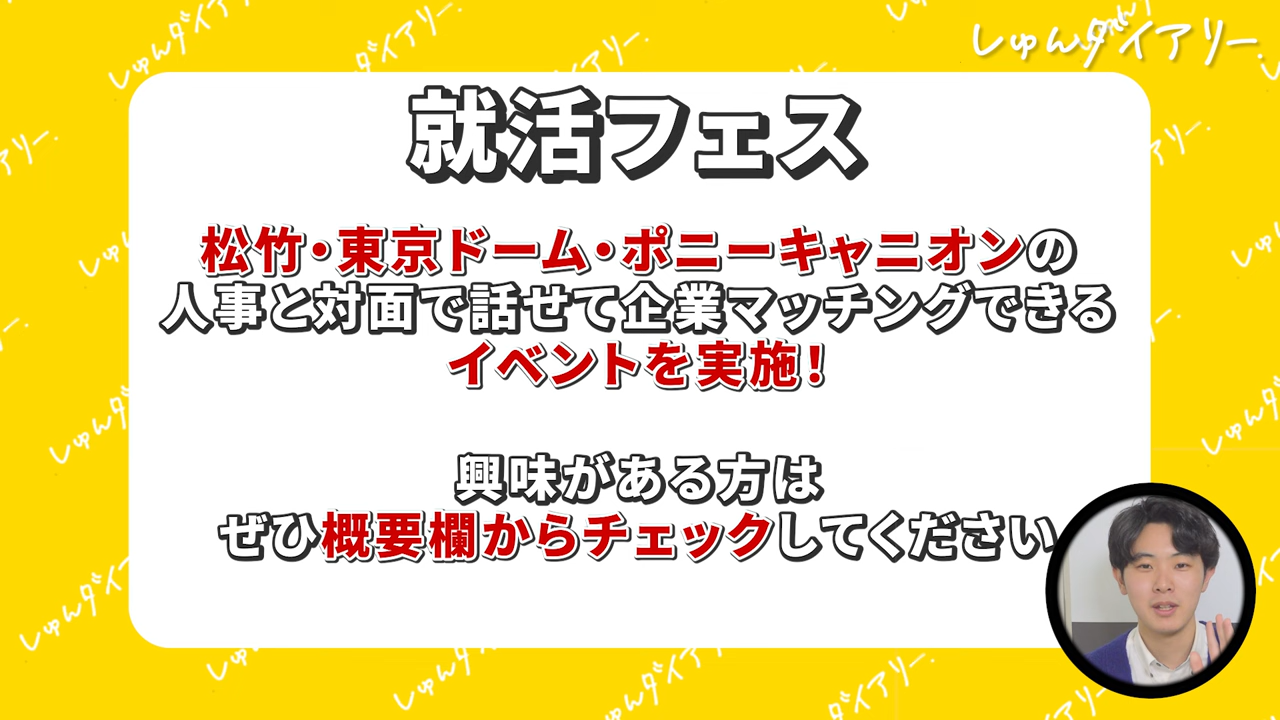 しゅんダイアリー
就活フェス
松竹・東京ドーム・ポニーキャニオンの
人事と対面で話せて企業マッチングできる
イベントを実施!
興味がある方は
ぜひ概要欄からチェックしてください